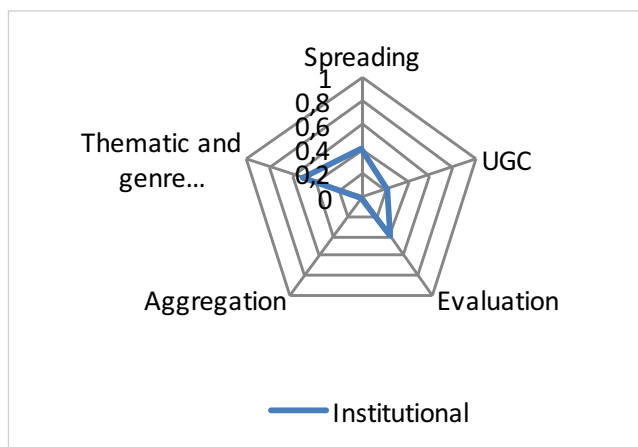 Spreading
1
0,8
0,6
0,4
0,2
0
UGC
Thematic and
genre...
Aggregation
Evaluation
Institutional